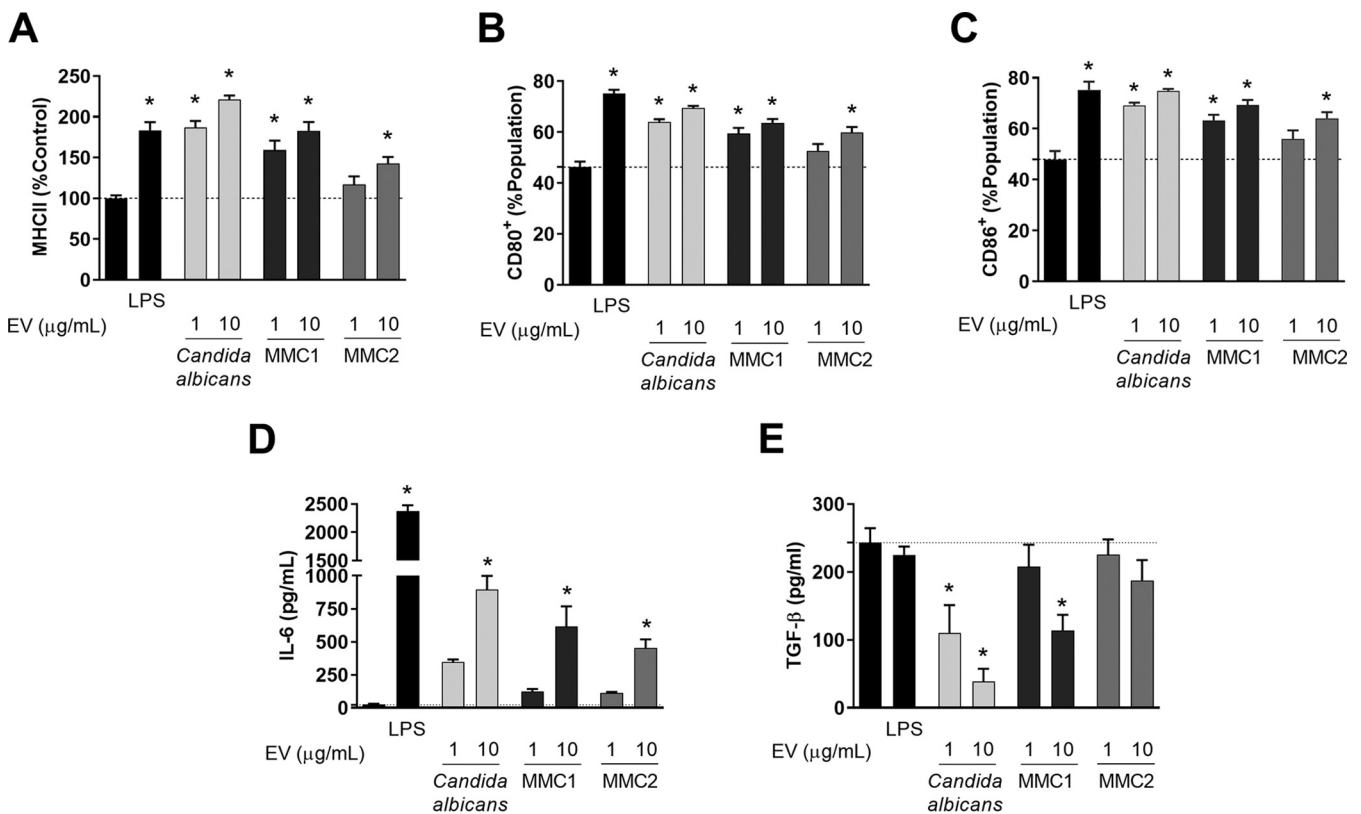 A
MHCII (%Control)
250
200
150
100
50
0
* * * * * *
LPS
EV (μg/mL)
1 10 1 10 1 10
Candida
albicans
MMC1 MMC2
B
CD80+ (%Population)
80
60
40
20
0
* * * * * *
LPS
EV (μg/mL)
1 10 1 10 1 10
Candida
albicans
MMC1 MMC2
C
CD86+ (%Population)
80
60
40
20
0
* * * * * *
LPS
EV (μg/mL)
1 10 1 10 1 10
Candida
albicans
MMC1 MMC2
D
IL-6 (pg/mL)
2500
2000
1500
1000
750
500
250
0
* * * *
LPS
EV (μg/mL)
1 10 1 10 1 10
Candida
albicans
MMC1 MMC2
E
TGF-β (pg/ml)
300
200
100
0
* * *
LPS
EV (μg/mL)
1 10 1 10 1 10
Candida
albicans
MMC1 MMC2